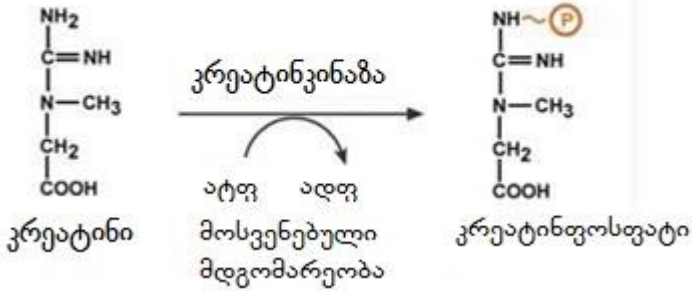 NH₂
C=NH
N—CH₃
CH₂
COOH
კრეატინი
კრეატინკინაზა
ატფ ადფ
მოსვენებული
მდგომარეობა
NH~P
C=NH
N—CH₃
CH₂
COOH
კრეატინფოსფატი